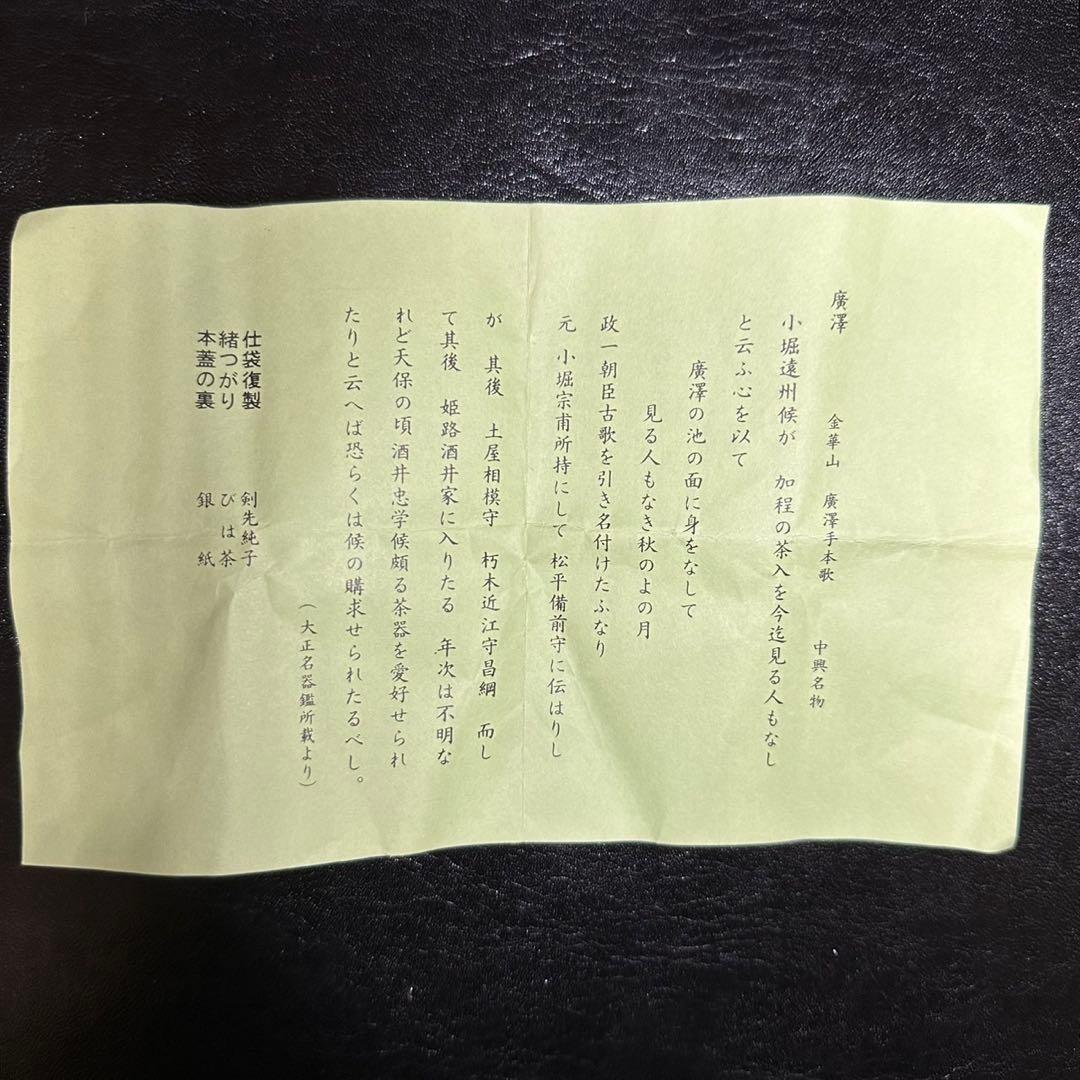 廣澤　金華山　廣澤手本歌　中興名物
小堀遠州候が　加程の茶入を今迄見る人もなし
と云ふ心を以て
廣澤の池の面に身をなして
見る人もなき秋のよの月
政一朝臣古歌を引き名付けたふなり
元　小堀宗甫所持にして　松平備前守に伝はりし
が　其後　土屋相模守　朽木近江守昌綱　而し
て其後　姫路酒井家に入りたる　年次は不明な
れど天保の頃酒井忠学候頗る茶器を愛好せられ
たりと云へば恐らくは候の購求せられたるべし。
（大正名器鑑所載より）
仕袋復製　剣先純子
緒つがり　びは茶
本蓋の裏　銀紙